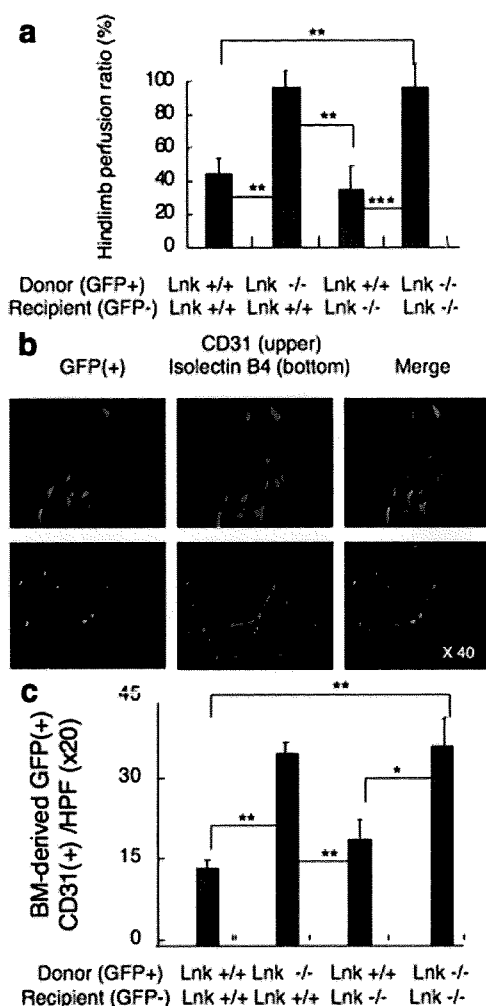 a
Hindlimb perfusion ratio (%)
100
80
60
40
20
0
**
**
**
***
Donor (GFP+) Lnk +/+ Lnk -/- Lnk +/+ Lnk -/-
Recipient (GFP-) Lnk +/+ Lnk +/+ Lnk -/- Lnk -/-
b
CD31 (upper)
GFP(+) Isolectin B4 (bottom) Merge
X 40
c
BM-derived GFP(+)
CD31(+) /HPF (x20)
45
30
15
0
**
**
**
*
Donor (GFP+) Lnk +/+ Lnk -/- Lnk +/+ Lnk -/-
Recipient (GFP-) Lnk +/+ Lnk +/+ Lnk -/- Lnk -/-